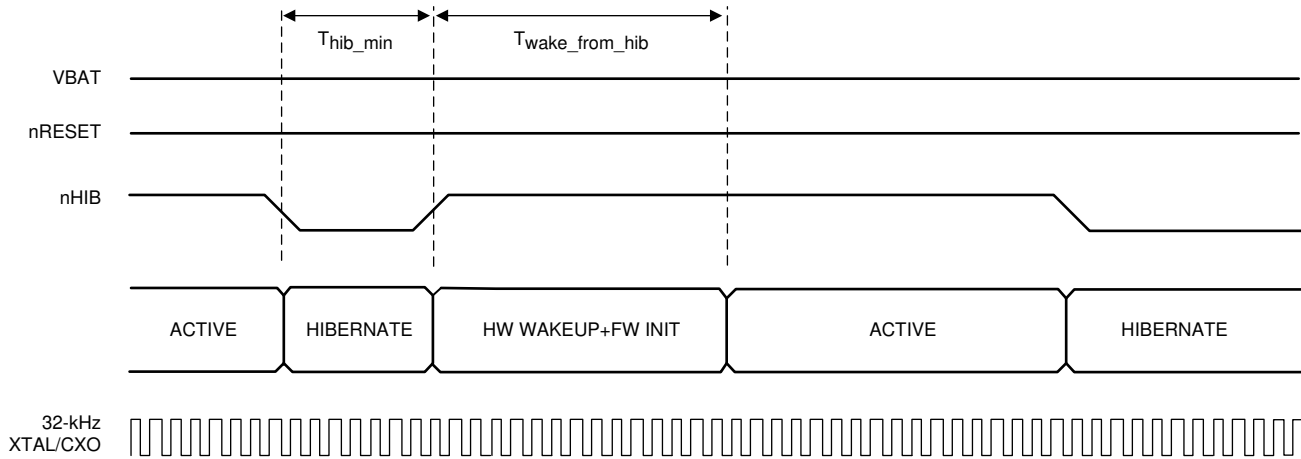 Thib_min
Twake_from_hib
VBAT
nRESET
nHIB
ACTIVE
HIBERNATE
HW WAKEUP+FW INIT
ACTIVE
HIBERNATE
32-kHz
XTAL/CXO